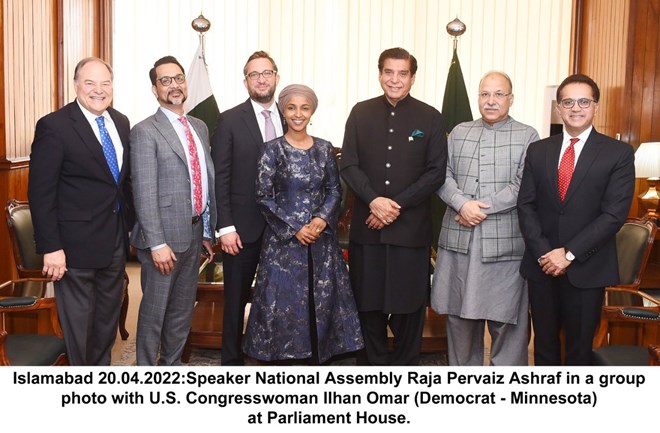 Islamabad 20.04.2022:Speaker National Assembly Raja Pervaiz Ashraf in a group
photo with U.S. Congresswoman Ilhan Omar (Democrat - Minnesota)
at Parliament House.